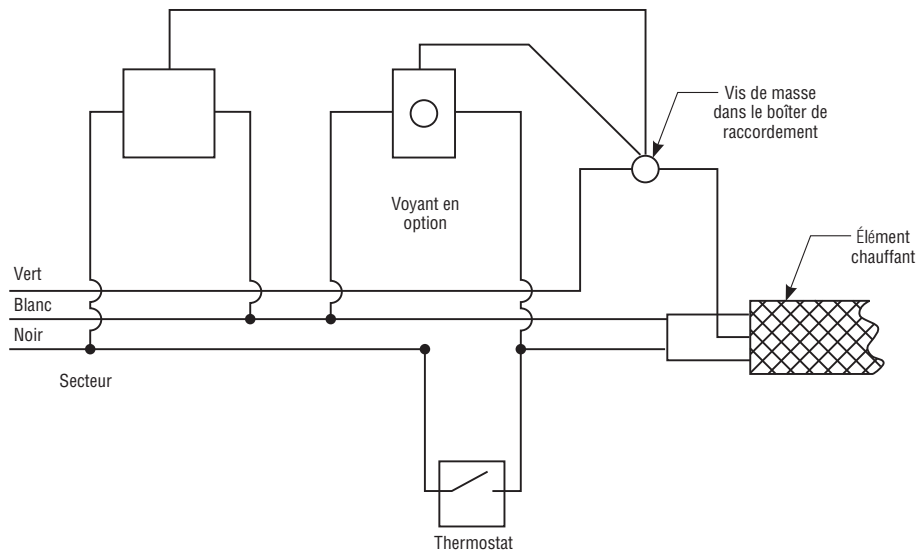 Vis de masse
dans le boîter de
raccordement
Voyant en
option
Élément
chauffant
Vert
Blanc
Noir
Secteur
Thermostat